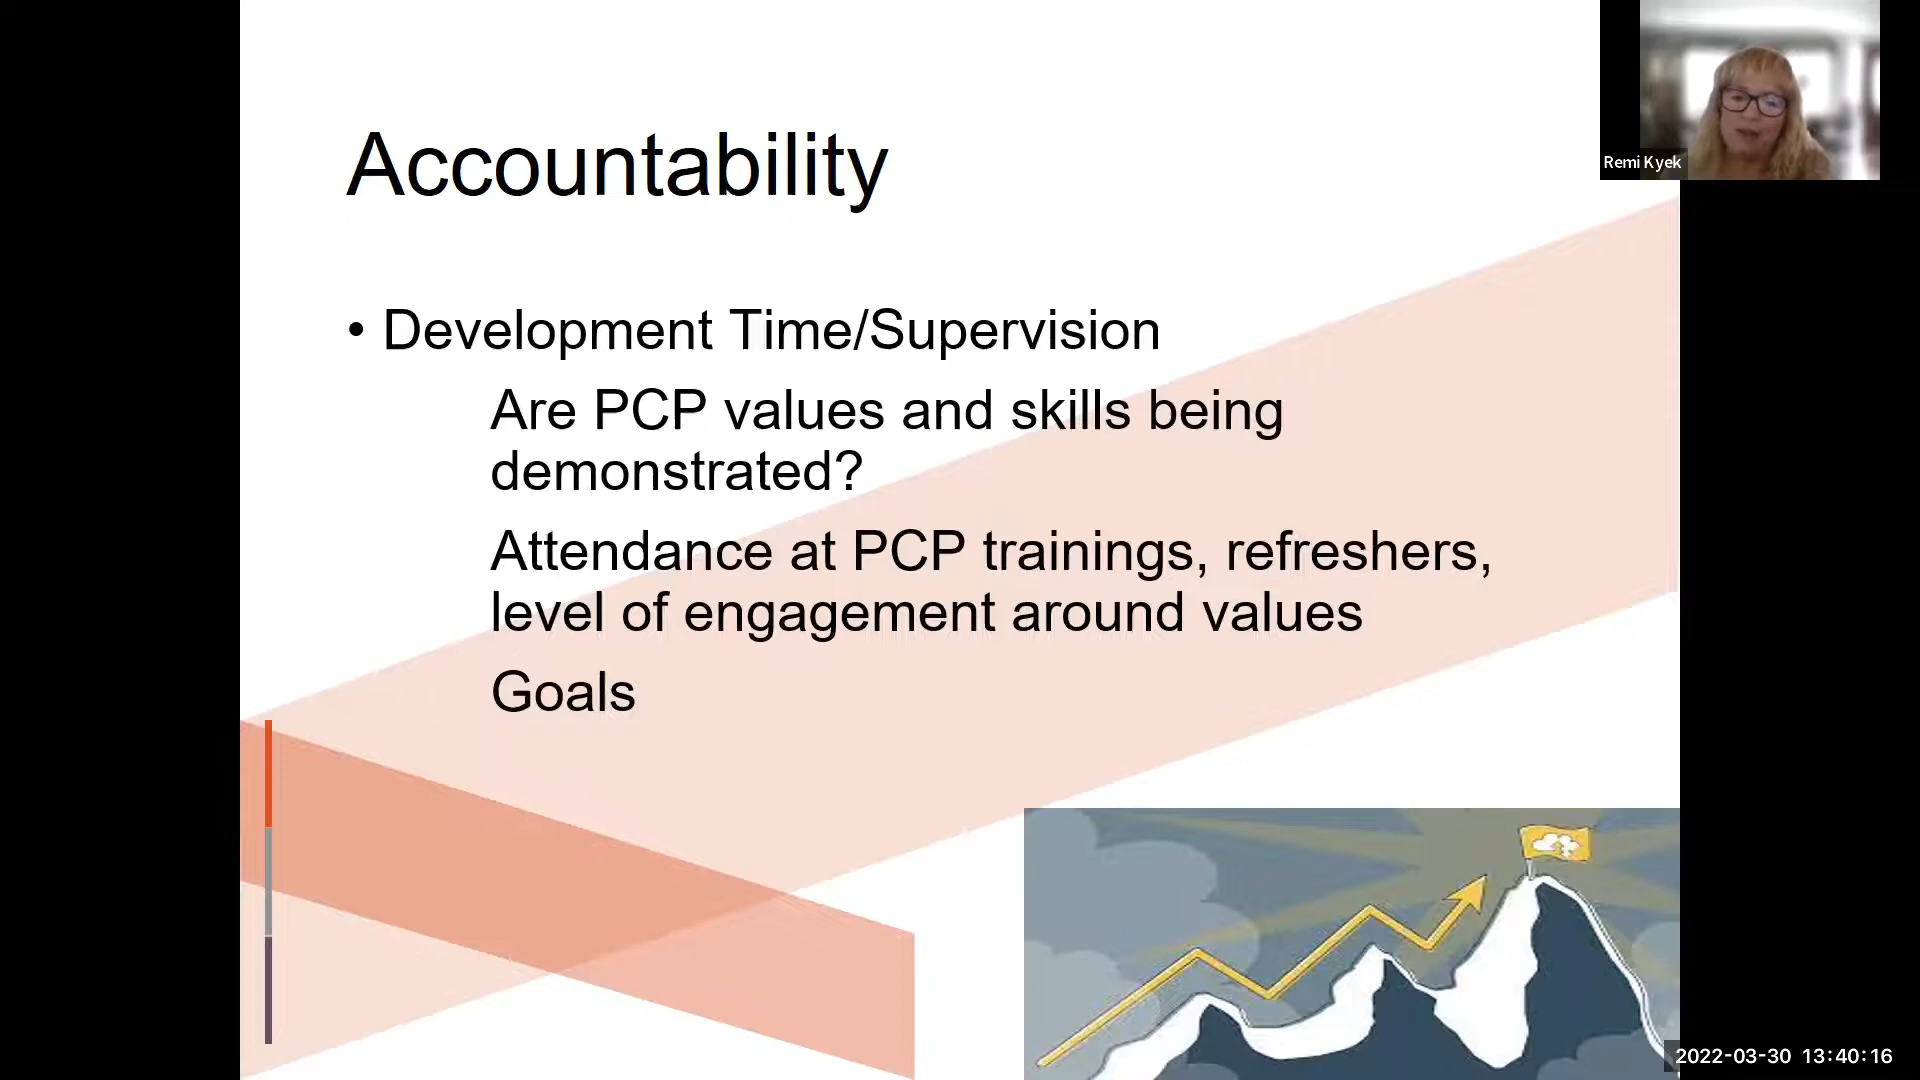 Accountability
Remi Kyek
• Development Time/Supervision
Are PCP values and skills being
demonstrated?
Attendance at PCP trainings, refreshers,
level of engagement around values
Goals
2022-03-30 13:40:16